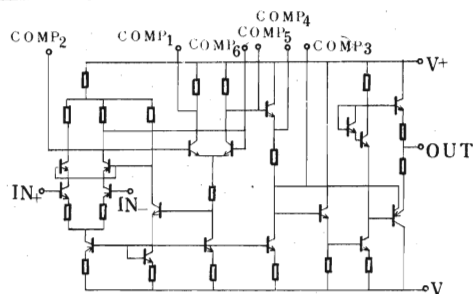 COMP1
COMP4
COMP2
COMP6
COMP5
COMP3
V+
OUT
IN+
IN-
V